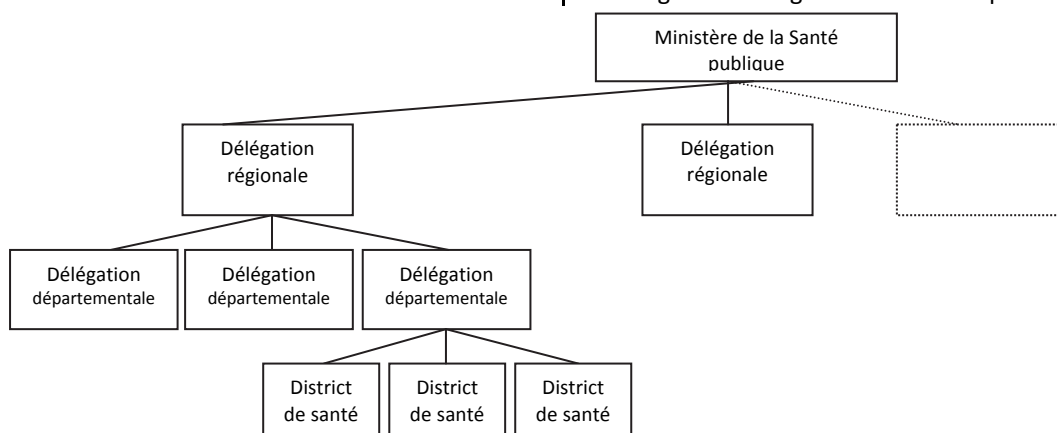 Ministère de la Santé
publique
Délégation
régionale
Délégation
régionale
Délégation
départementale
Délégation
départementale
Délégation
départementale
District
de santé
District
de santé
District
de santé